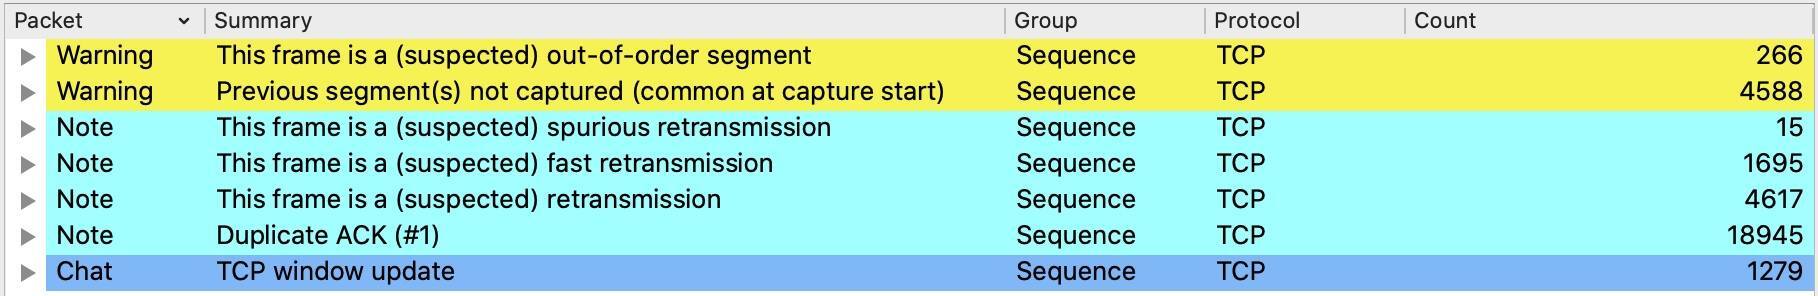 Packet Summary Group Protocol Count
Warning This frame is a (suspected) out-of-order segment Sequence TCP 266
Warning Previous segment(s) not captured (common at capture start) Sequence TCP 4588
Note This frame is a (suspected) spurious retransmission Sequence TCP 15
Note This frame is a (suspected) fast retransmission Sequence TCP 1695
Note This frame is a (suspected) retransmission Sequence TCP 4617
Note Duplicate ACK (#1) Sequence TCP 18945
Chat TCP window update Sequence TCP 1279